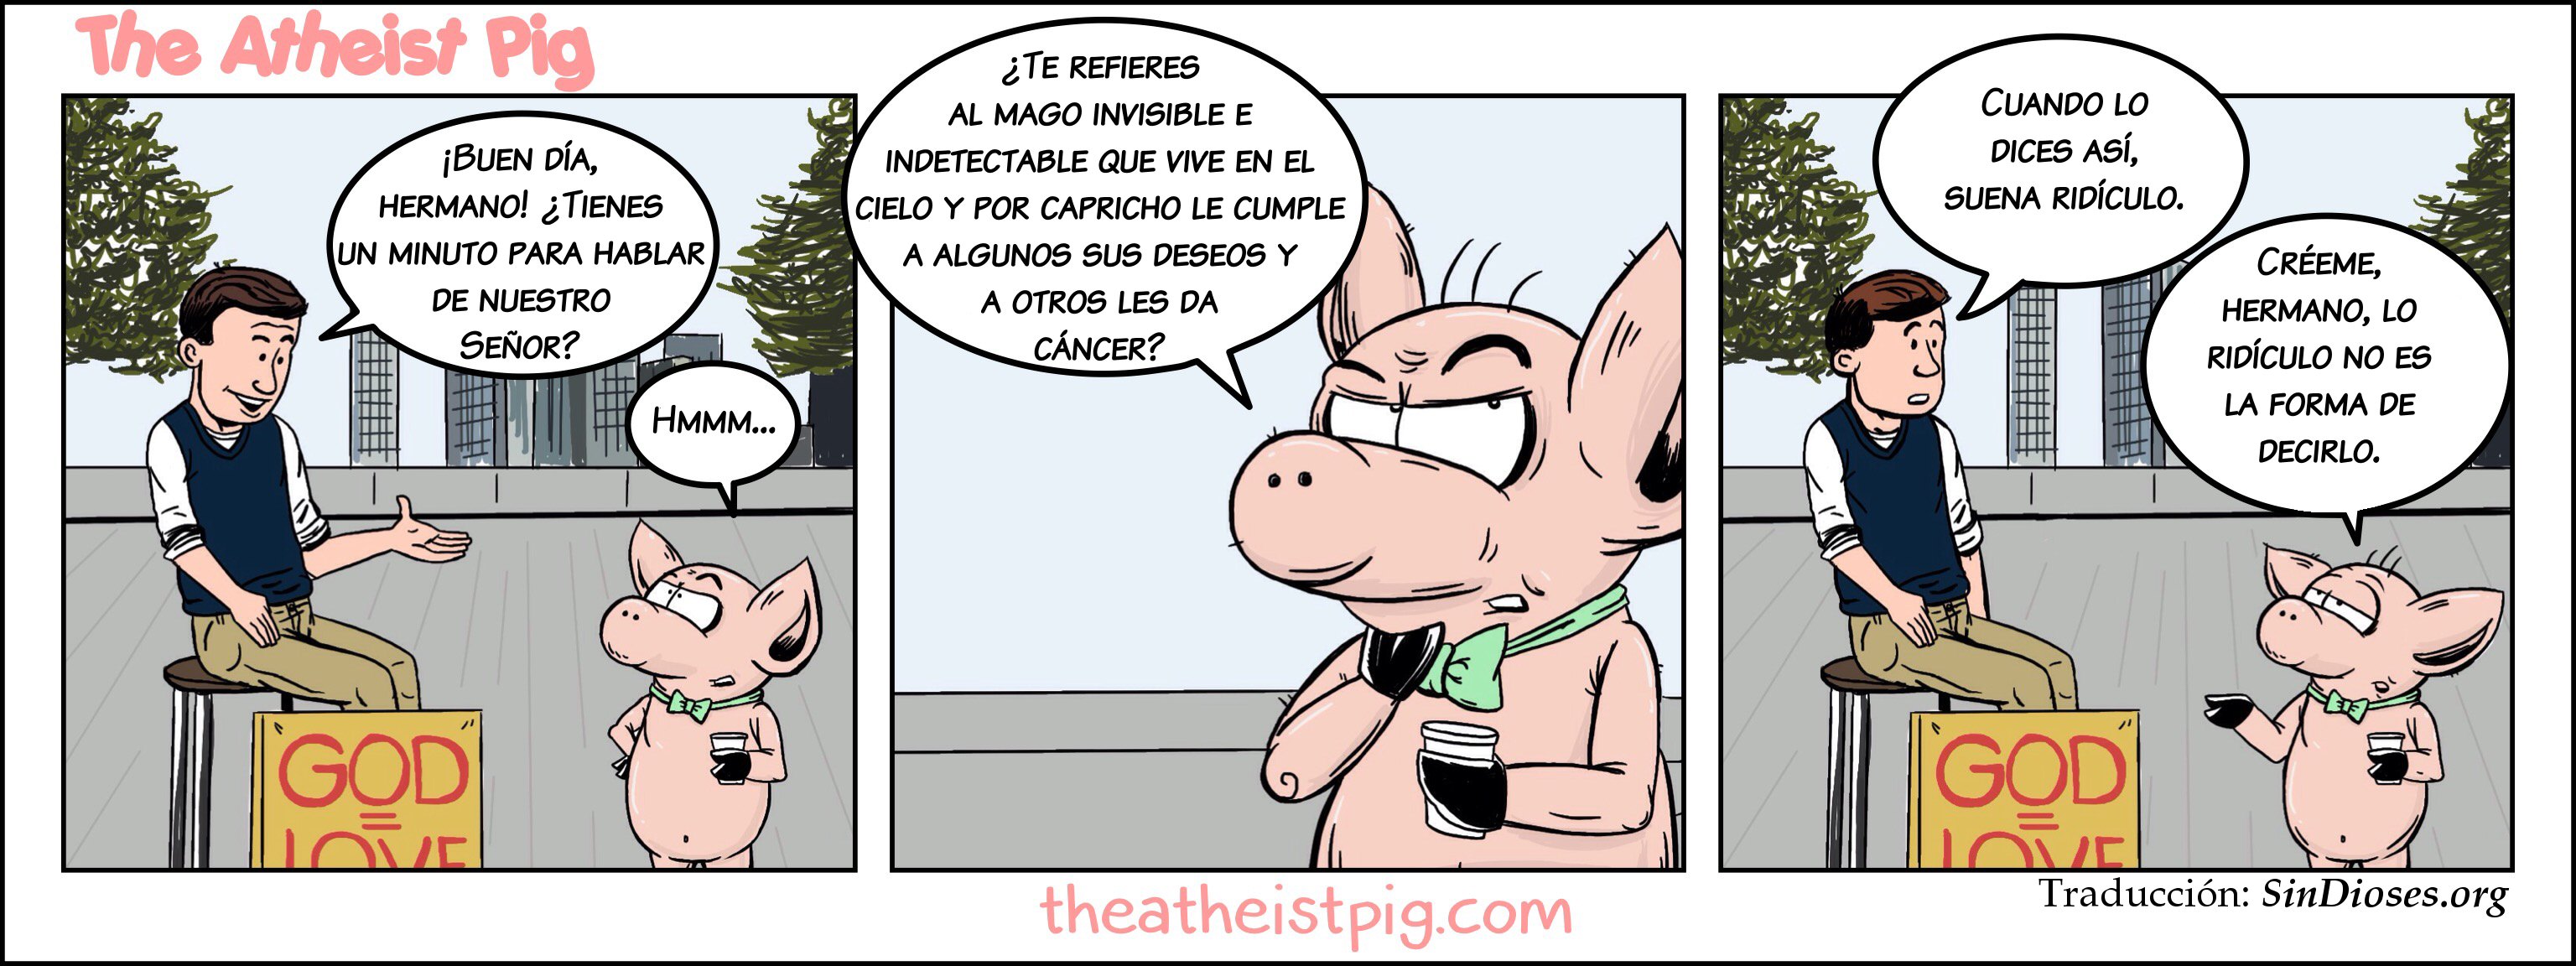 The Atheist Pig
¡BUEN DÍA,
HERMANO! ¿TIENES
UN MINUTO PARA HABLAR
DE NUESTRO
SEÑOR?
HMMM...
GOD
=
LOVE
¿TE REFIERES
AL MAGO INVISIBLE E
INDETECTABLE QUE VIVE EN EL
CIELO Y POR CAPRICHO LE CUMPLE
A ALGUNOS SUS DESEOS Y
A OTROS LES DA
CÁNCER?
CUANDO LO
DICES ASÍ,
SUENA RIDÍCULO.
CRÉEME,
HERMANO, LO
RIDÍCULO NO ES
LA FORMA DE
DECIRLO.
GOD
=
LOVE
theatheistpig.com
Traducción: SinDioses.org